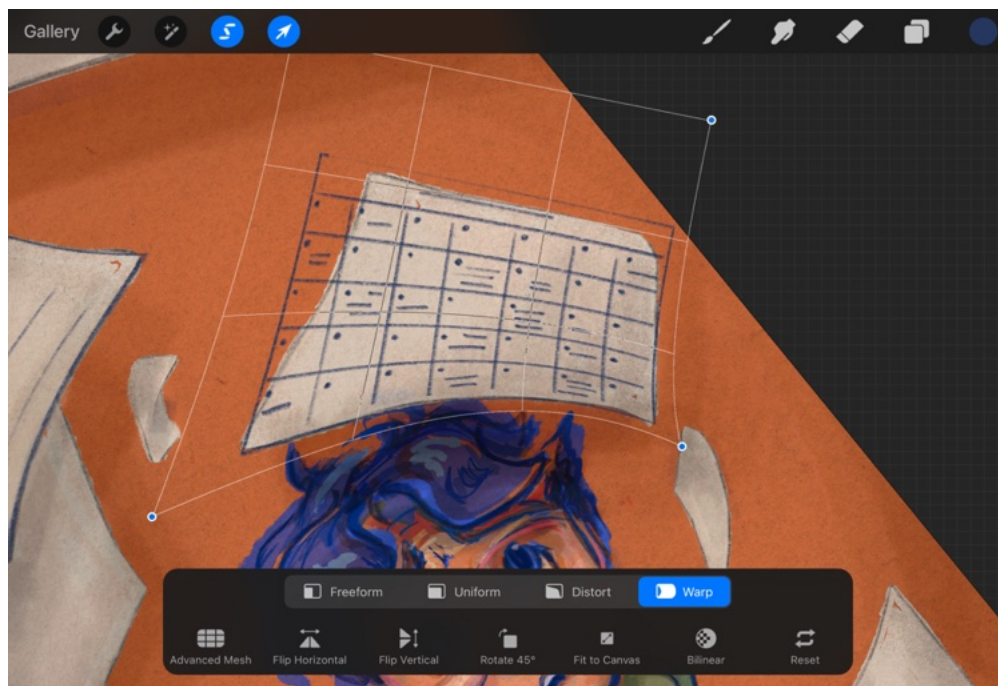 Gallery
Freeform Uniform Distort Warp
Advanced Mesh Flip Horizontal Flip Vertical Rotate 45° Fit to Canvas Bilinear Reset